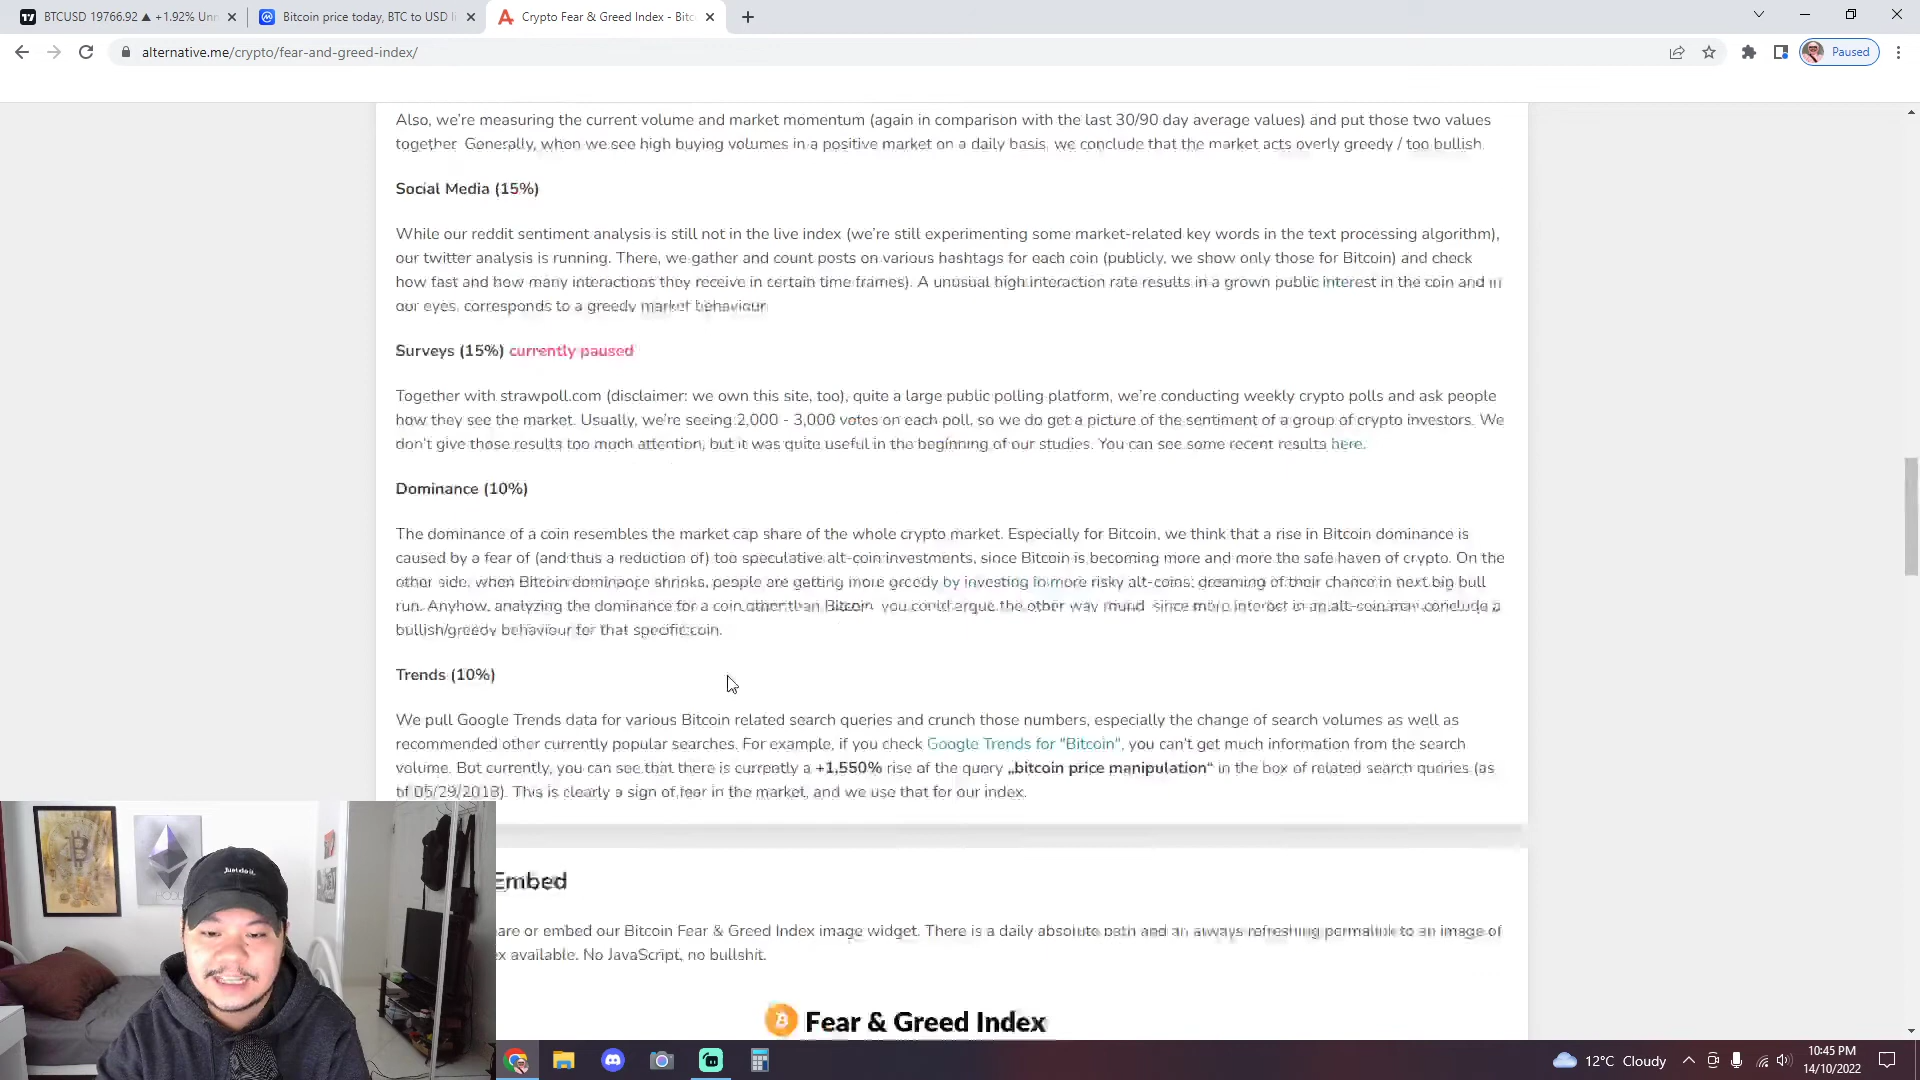 BTCUSD 19766.92 ▲ +1.92% Unn
Bitcoin price today, BTC to USD li
Crypto Fear & Greed Index - Bitc
alternative.me/crypto/fear-and-greed-index/
Paused
Also, we're measuring the current volume and market momentum (again in comparison with the last 30/90 day average values) and put those two values
together. Generally, when we see high buying volumes in a positive market on a daily basis, we conclude that the market acts overly greedy / too bullish.
Social Media (15%)
While our reddit sentiment analysis is still not in the live index (we're still experimenting some market-related key words in the text processing algorithm),
our twitter analysis is running. There, we gather and count posts on various hashtags for each coin (publicly, we show only those for Bitcoin) and check
how fast and how many interactions they receive in certain time frames). A unusual high interaction rate results in a grown public interest in the coin and in
our eyes, corresponds to a greedy market behaviour.
Surveys (15%) currently paused
Together with strawpoll.com (disclaimer: we own this site, too), quite a large public polling platform, we're conducting weekly crypto polls and ask people
how they see the market. Usually, we're seeing 2,000 - 3,000 votes on each poll, so we do get a picture of the sentiment of a group of crypto investors. We
don't give those results too much attention, but it was quite useful in the beginning of our studies. You can see some recent results here.
Dominance (10%)
The dominance of a coin resembles the market cap share of the whole crypto market. Especially for Bitcoin, we think that a rise in Bitcoin dominance is
caused by a fear of (and thus a reduction of) too speculative alt-coin investments, since Bitcoin is becoming more and more the safe haven of crypto. On the
other side, when Bitcoin dominance shrinks, people are getting more greedy by investing in more risky alt-coins, dreaming of their chance in next big bull
run. Anyhow, analyzing the dominance for a coin other than Bitcoin, you could argue the other way round, since more interest in an alt-coin may conclude a
bullish/greedy behaviour for that specific coin.
Trends (10%)
We pull Google Trends data for various Bitcoin related search queries and crunch those numbers, especially the change of search volumes as well as
recommended other currently popular searches. For example, if you check Google Trends for "Bitcoin", you can't get much information from the search
volume. But currently, you can see that there is currently a +1,550% rise of the query „bitcoin price manipulation“ in the box of related search queries (as
of 05/29/2018). This is clearly a sign of fear in the market, and we use that for our index.
Embed
are or embed our Bitcoin Fear & Greed Index image widget. There is a daily absolute path and an always refreshing permalink to an image of
ex available. No JavaScript, no bullshit.
Fear & Greed Index
Just do it.
12°C Cloudy
10:45 PM
14/10/2022